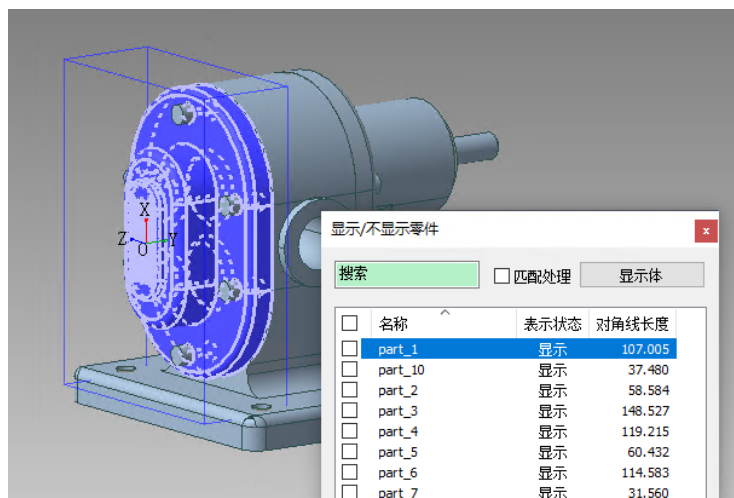 X
Z
Y
O
显示/不显示零件
x
搜索
匹配处理
显示体
名称 表示状态 对角线长度
part_1 显示 107.005
part_10 显示 37.480
part_2 显示 58.584
part_3 显示 148.527
part_4 显示 119.215
part_5 显示 60.432
part_6 显示 114.583
part_7 显示 31.560